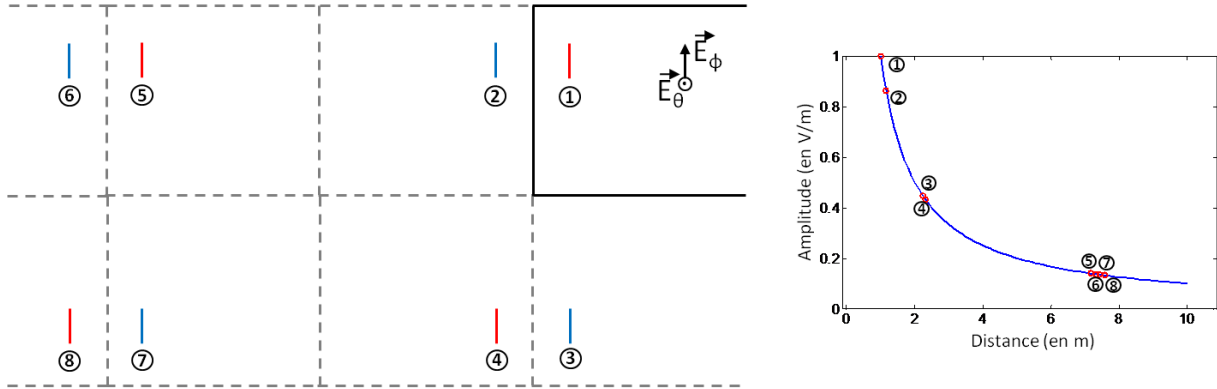 ⑥ ⑤ ② ①
E⃗ϕ
E⃗θ
⑧ ⑦ ④ ③
Amplitude (en V/m)
1
0.8
0.6
0.4
0.2
0
① 
②
③
④
⑤ ⑦
⑥ ⑧
0 2 4 6 8 10
Distance (en m)